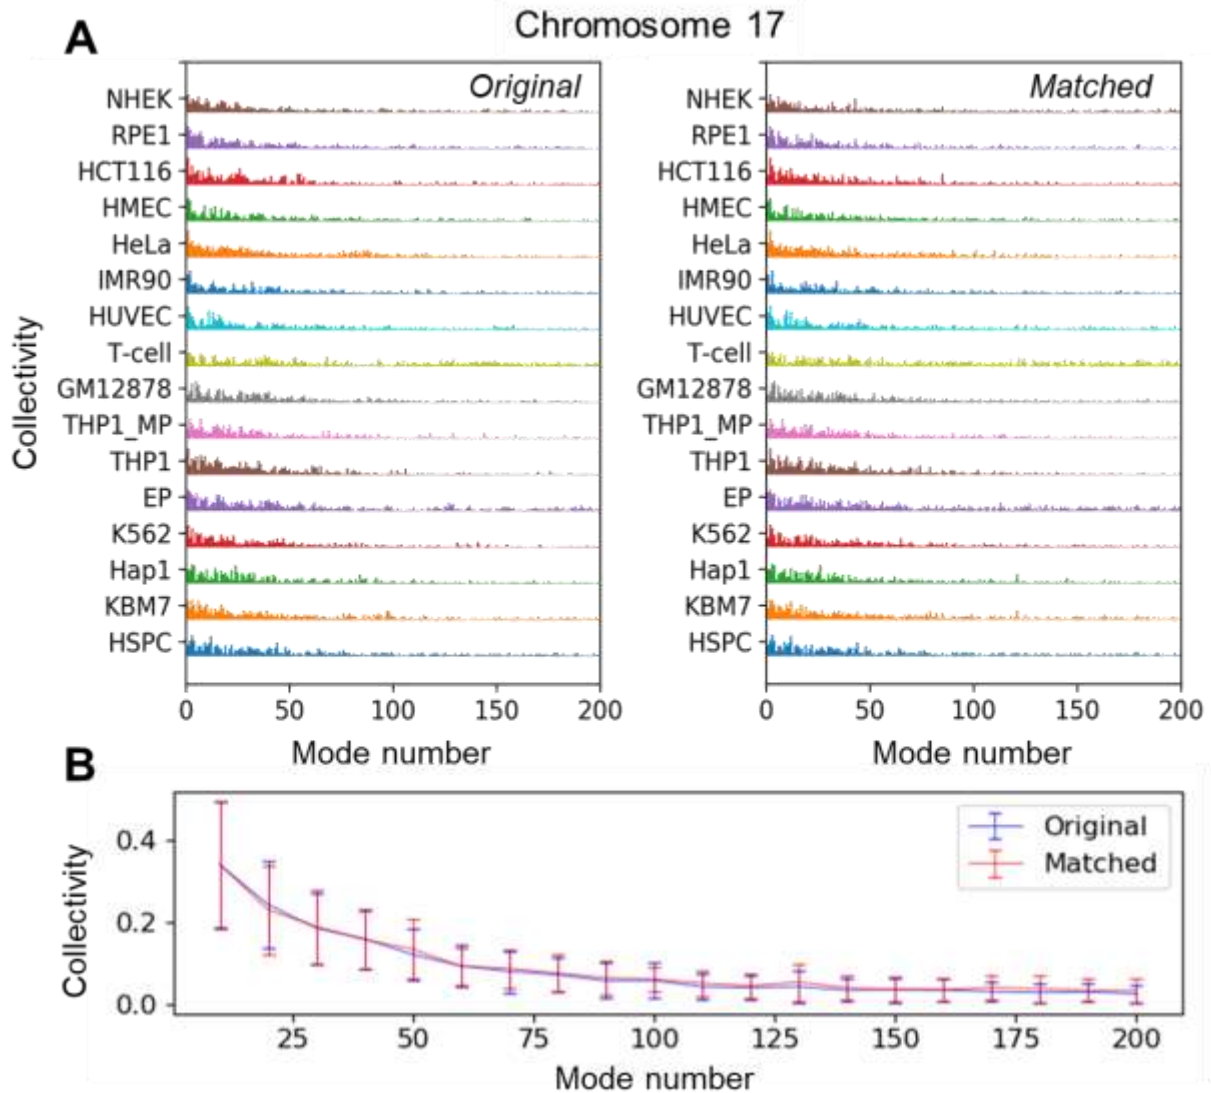 Chromosome 17
A
Original
NHEK
RPE1
HCT116
HMEC
HeLa
IMR90
HUVEC
T-cell
GM12878
THP1_MP
THP1
EP
K562
Hap1
KBM7
HSPC
Collectivity
0 50 100 150 200
Mode number
Matched
NHEK
RPE1
HCT116
HMEC
HeLa
IMR90
HUVEC
T-cell
GM12878
THP1_MP
THP1
EP
K562
Hap1
KBM7
HSPC
0 50 100 150 200
Mode number
B
Collectivity
0.4
0.2
0.0
Original
Matched
25 50 75 100 125 150 175 200
Mode number